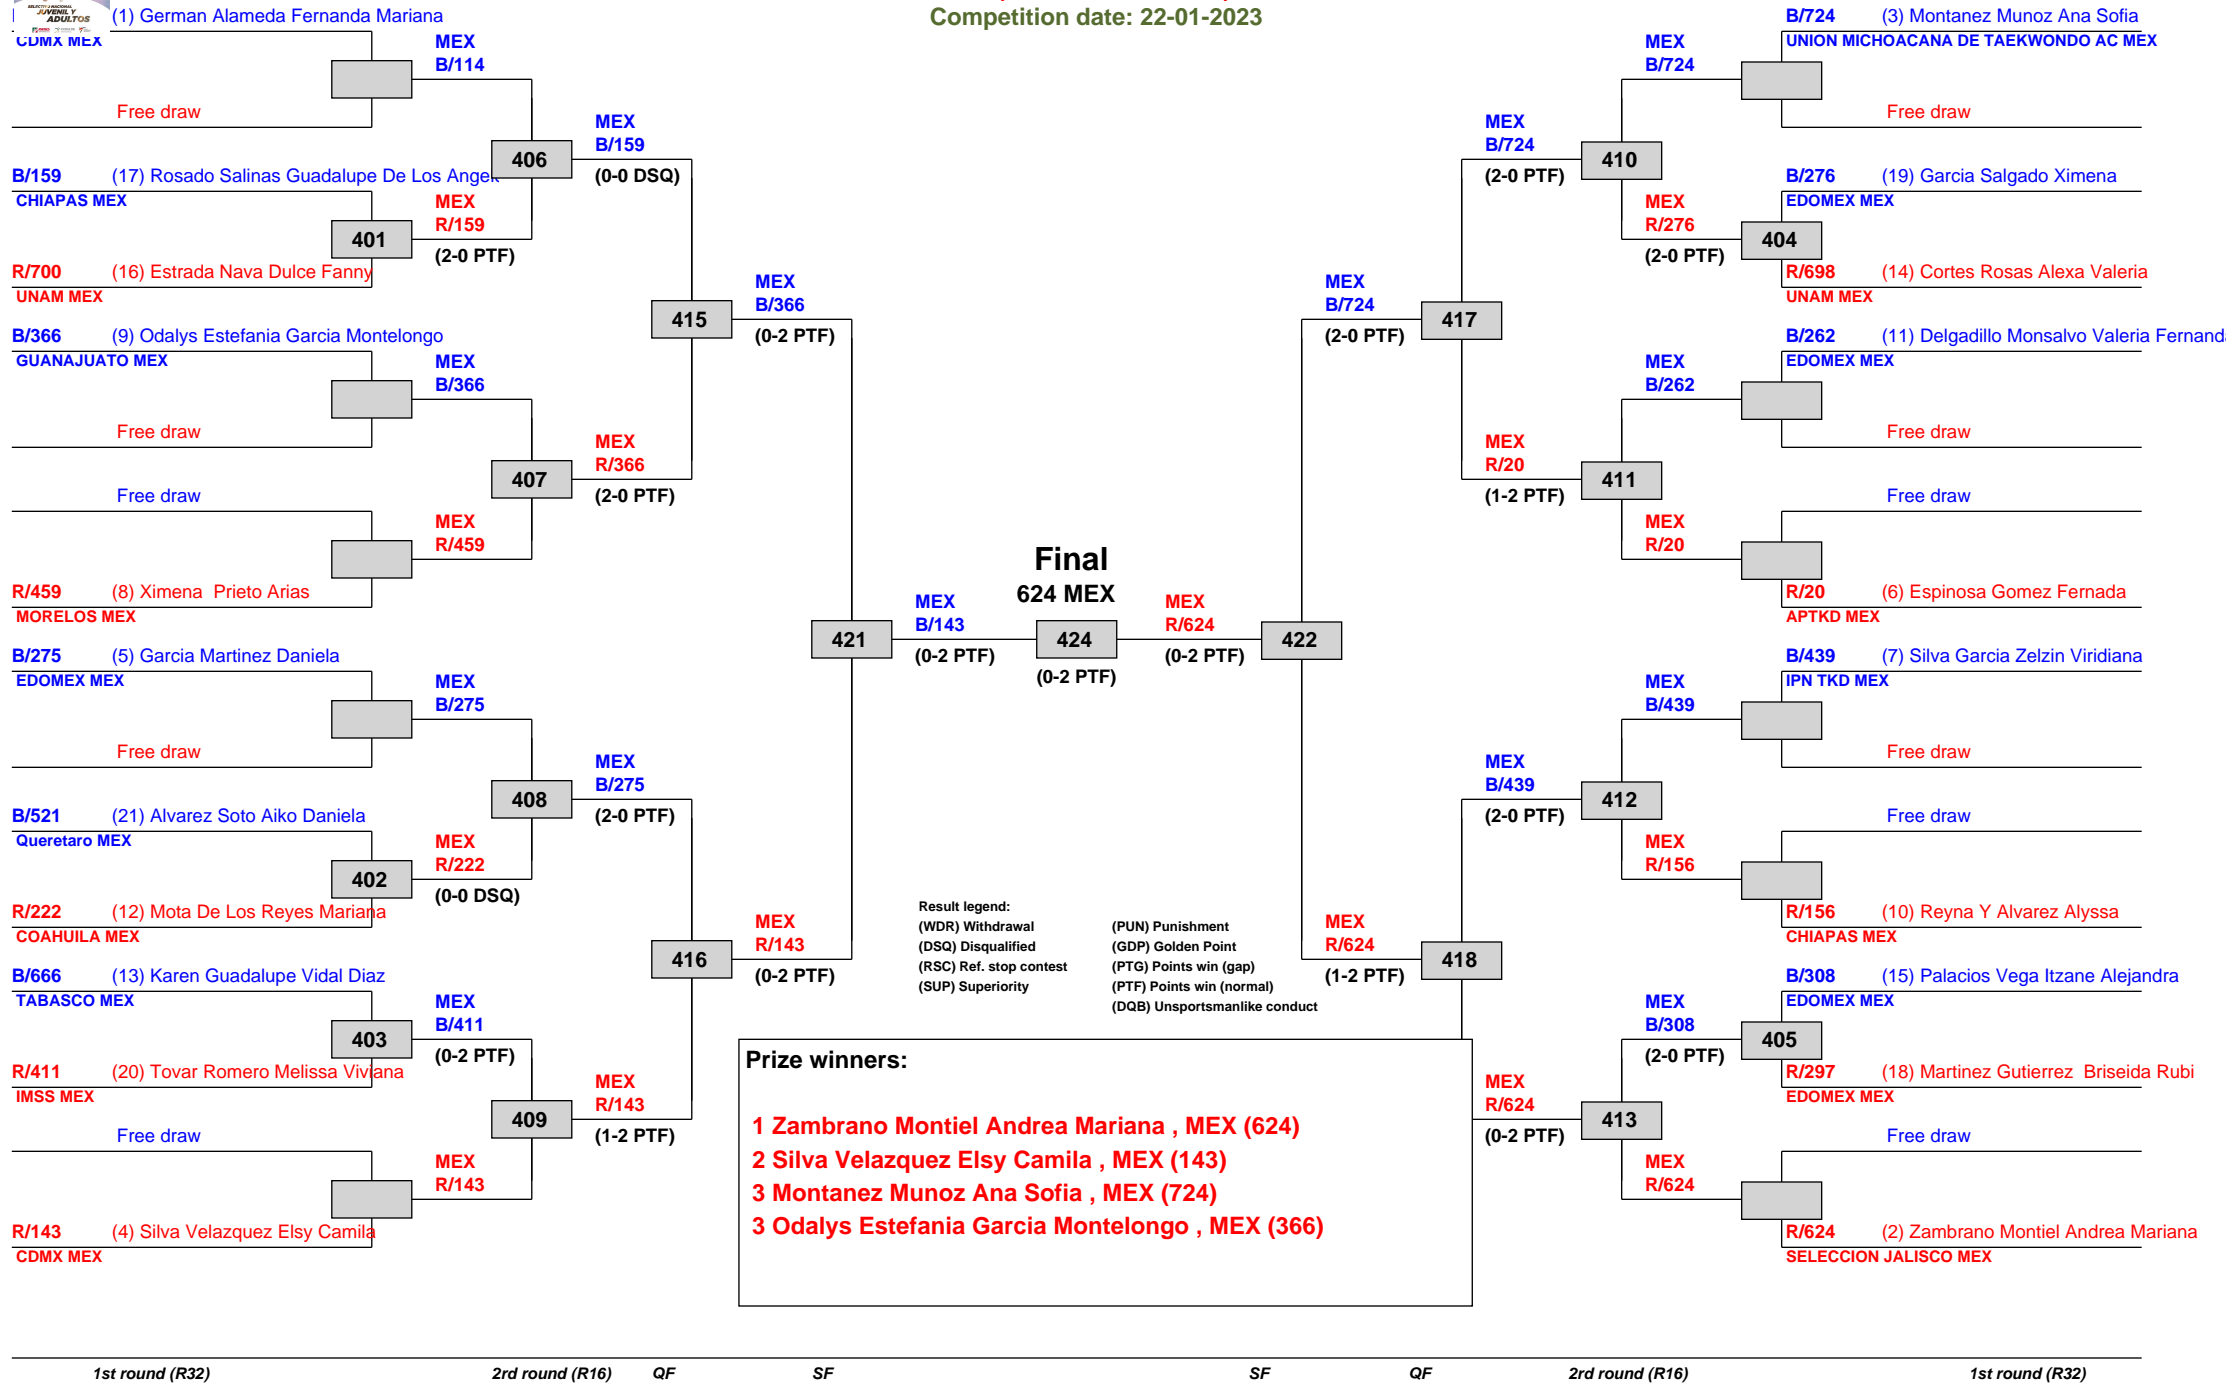 SELECTIVO NACIONAL
JUVENIL Y
ADULTOS
(1) German Alameda Fernanda Mariana
CDMX MEX
Free draw
B/159 (17) Rosado Salinas Guadalupe De Los Angel
CHIAPAS MEX
R/700 (16) Estrada Nava Dulce Fanny
UNAM MEX
B/366 (9) Odalys Estefania Garcia Montelongo
GUANAJUATO MEX
Free draw
Free draw
R/459 (8) Ximena Prieto Arias
MORELOS MEX
B/275 (5) Garcia Martinez Daniela
EDOMEX MEX
Free draw
B/521 (21) Alvarez Soto Aiko Daniela
Queretaro MEX
R/222 (12) Mota De Los Reyes Mariana
COAHUILA MEX
B/666 (13) Karen Guadalupe Vidal Diaz
TABASCO MEX
R/411 (20) Tovar Romero Melissa Viviana
IMSS MEX
Free draw
R/143 (4) Silva Velazquez Elsy Camila
CDMX MEX
401
402
403
MEX
B/114
MEX
R/159
(2-0 PTF)
MEX
B/366
MEX
R/459
MEX
B/275
MEX
R/222
(0-0 DSQ)
MEX
B/411
(0-2 PTF)
MEX
R/143
406
407
408
409
MEX
B/159
(0-0 DSQ)
MEX
R/366
(2-0 PTF)
MEX
B/275
(2-0 PTF)
MEX
R/143
(1-2 PTF)
415
416
MEX
B/366
(0-2 PTF)
MEX
R/143
(0-2 PTF)
421
MEX
B/143
(0-2 PTF)
Competition date: 22-01-2023
Final
624 MEX
424
(0-2 PTF)
MEX
R/624
(0-2 PTF)
422
MEX
B/724
(2-0 PTF)
MEX
R/624
(1-2 PTF)
417
418
MEX
B/724
(2-0 PTF)
MEX
R/20
(1-2 PTF)
MEX
B/439
(2-0 PTF)
MEX
R/624
(0-2 PTF)
410
411
412
413
MEX
B/724
MEX
R/276
(2-0 PTF)
MEX
B/262
MEX
R/20
MEX
B/439
MEX
R/156
MEX
B/308
(2-0 PTF)
MEX
R/624
404
405
B/724 (3) Montanez Munoz Ana Sofia
UNION MICHOACANA DE TAEKWONDO AC MEX
Free draw
B/276 (19) Garcia Salgado Ximena
EDOMEX MEX
R/698 (14) Cortes Rosas Alexa Valeria
UNAM MEX
B/262 (11) Delgadillo Monsalvo Valeria Fernand
EDOMEX MEX
Free draw
Free draw
R/20 (6) Espinosa Gomez Fernada
APTKD MEX
B/439 (7) Silva Garcia Zelzin Viridiana
IPN TKD MEX
Free draw
Free draw
R/156 (10) Reyna Y Alvarez Alyssa
CHIAPAS MEX
B/308 (15) Palacios Vega Itzane Alejandra
EDOMEX MEX
R/297 (18) Martinez Gutierrez Briseida Rubi
EDOMEX MEX
Free draw
R/624 (2) Zambrano Montiel Andrea Mariana
SELECCION JALISCO MEX
Result legend:
(WDR) Withdrawal (PUN) Punishment
(DSQ) Disqualified (GDP) Golden Point
(RSC) Ref. stop contest (PTG) Points win (gap)
(SUP) Superiority (PTF) Points win (normal)
(DQB) Unsportsmanlike conduct
Prize winners:
1 Zambrano Montiel Andrea Mariana , MEX (624)
2 Silva Velazquez Elsy Camila , MEX (143)
3 Montanez Munoz Ana Sofia , MEX (724)
3 Odalys Estefania Garcia Montelongo , MEX (366)
1st round (R32) 2rd round (R16) QF SF SF QF 2rd round (R16) 1st round (R32)